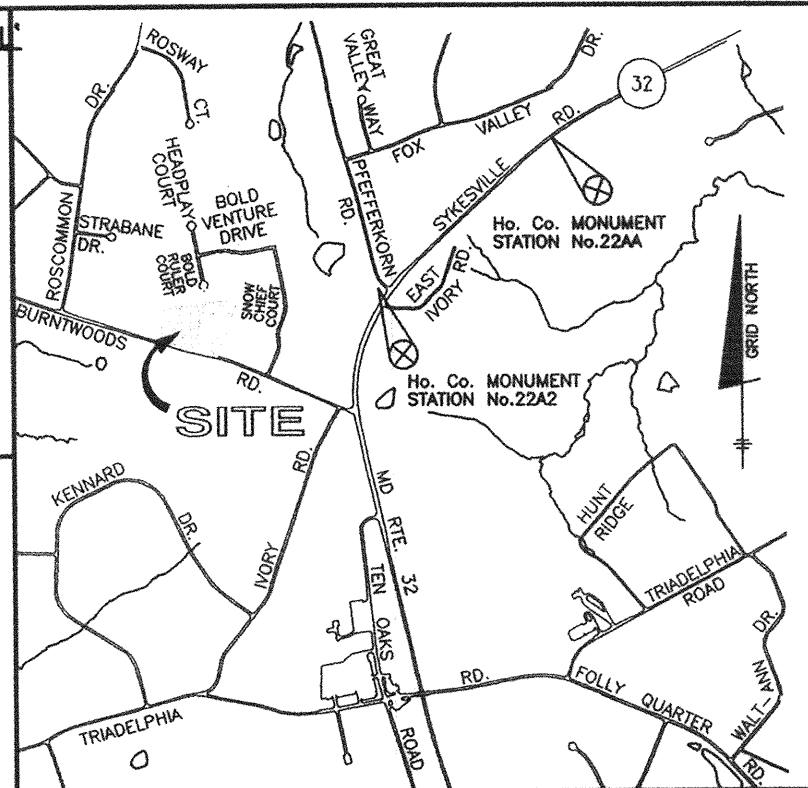 ROSWAY
CT.
DR.
GREAT
VALLEY
WAY
DR.
32
FOX
VALLEY
RD.
SYKESVILLE
PFEFFERKORN
RD.
HEADPLAY
COURT
BOLD
VENTURE
DRIVE
STRABANE
DR.
ROSCOMMON
BOLD
RULER
COURT
SNOW
CHIEF
COURT
Ho. Co. MONUMENT
STATION No.22AA
EAST
IVORY
RD.
GRID NORTH
BURNTWOODS
RD.
SITE
Ho. Co. MONUMENT
STATION No.22A2
KENNARD
DR.
IVORY
RD.
MD
RTE.
32
HUNT
RIDGE
TRIADELPHIA
ROAD
TEN
OAKS
ROAD
RD.
FOLLY
QUARTER
RD.
WALT-ANN
DR.
TRIADELPHIA